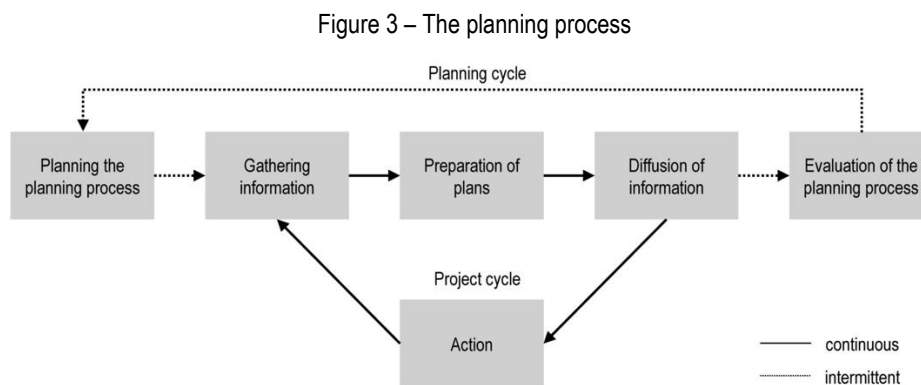 Figure 3 – The planning process
Planning cycle
Planning the
planning process
Gathering
information
Preparation of
plans
Diffusion of
information
Evaluation of the
planning process
Project cycle
Action
continuous
intermittent